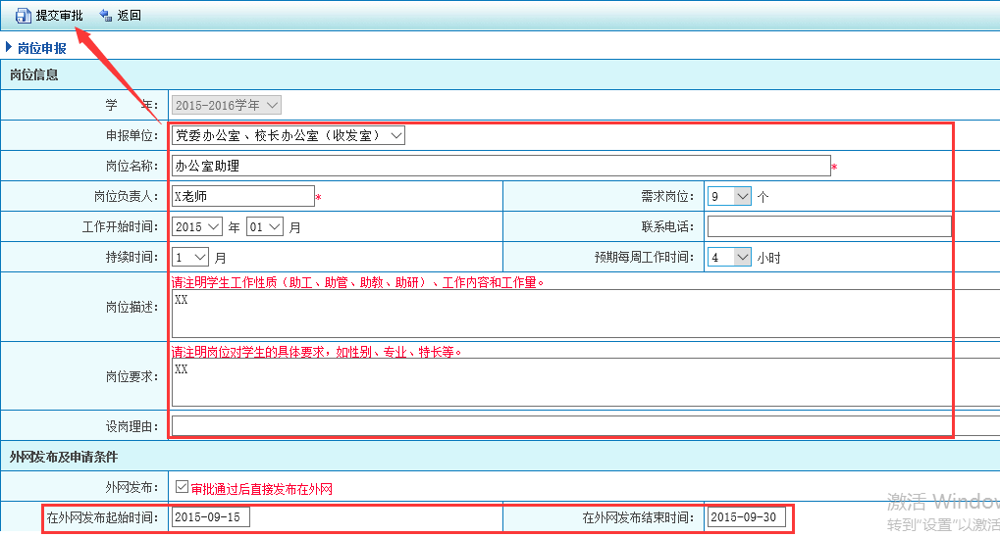 提交审批 返回
岗位申报
岗位信息
学 年： 2015-2016学年
申报单位： 党委办公室、校长办公室（收发室）
岗位名称： 办公室助理 *
岗位负责人： X老师 * 需求岗位： 9 个
工作开始时间： 2015 年 01 月 联系电话：
持续时间： 1 月 预期每周工作时间： 4 小时
请注明学生工作性质（助工、助管、助教、助研）、工作内容和工作量。
岗位描述： XX
请注明岗位对学生的具体要求，如性别、专业、特长等。
岗位要求： XX
设岗理由：
外网发布及申请条件
外网发布： 审批通过后直接发布在外网
激活 Window
在外网发布起始时间： 2015-09-15 在外网发布结束时间： 2015-09-30
转到“设置”以激活